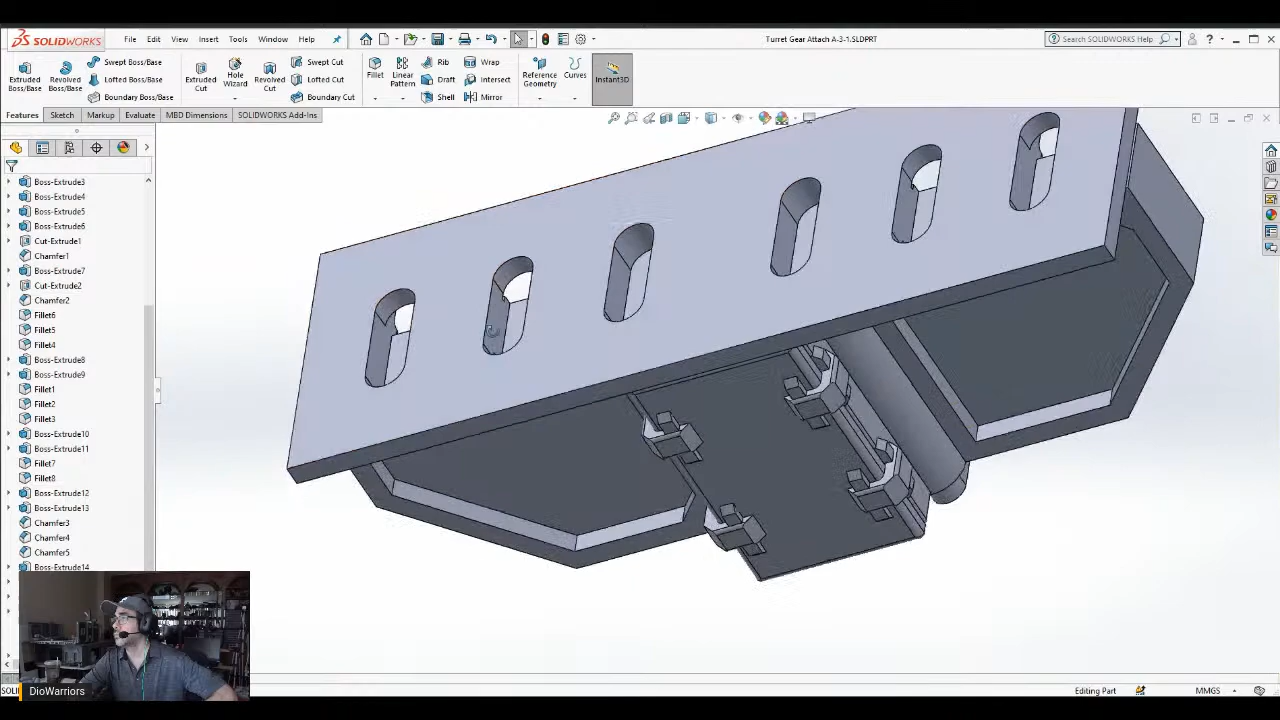 SOLIDWORKS
File
Edit
View
Insert
Tools
Window
Help
Turret Gear Attach A-3-1.SLDPRT
Search SOLIDWORKS Help
Extruded Boss/Base
Revolved Boss/Base
Swept Boss/Base
Lofted Boss/Base
Boundary Boss/Base
Extruded Cut
Hole Wizard
Revolved Cut
Swept Cut
Lofted Cut
Boundary Cut
Fillet
Linear Pattern
Rib
Draft
Shell
Wrap
Intersect
Mirror
Reference Geometry
Curves
Instant3D
Features
Sketch
Markup
Evaluate
MBD Dimensions
SOLIDWORKS Add-Ins
Boss-Extrude3
Boss-Extrude4
Boss-Extrude5
Boss-Extrude6
Cut-Extrude1
Chamfer1
Boss-Extrude7
Cut-Extrude2
Chamfer2
Fillet6
Fillet5
Fillet4
Boss-Extrude8
Boss-Extrude9
Fillet1
Fillet2
Fillet3
Boss-Extrude10
Boss-Extrude11
Fillet7
Fillet8
Boss-Extrude12
Boss-Extrude13
Chamfer3
Chamfer4
Chamfer5
Boss-Extrude14
DioWarriors
Editing Part
MMGS